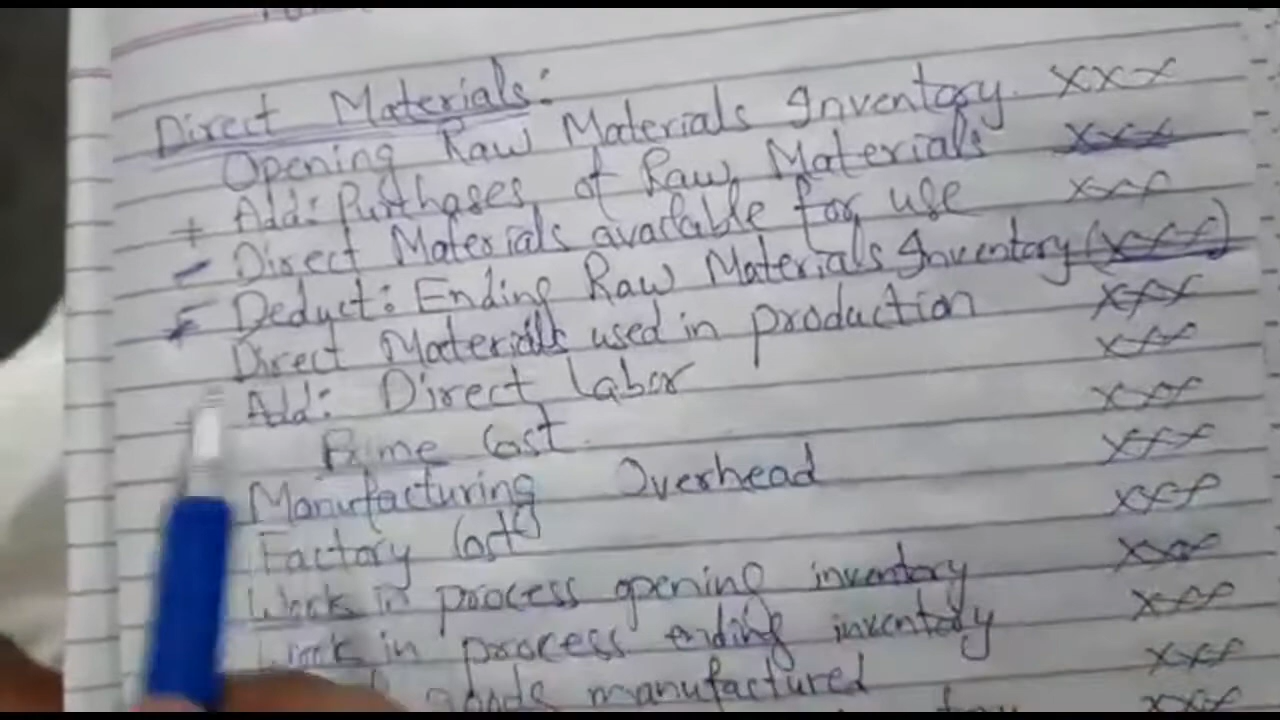 Direct Materials:
Opening Raw Materials Inventory. xxx
+ Add: Purchases of Raw Materials xxx
- Direct Materials available for use xxx
= Deduct: Ending Raw Materials Inventory (xxx)
Direct Materials used in production xxx
Add: Direct labor xxx
Prime Cost. xxx
Manufacturing Overhead xxx
Factory Cost xxx
Work in process opening inventory xxx
Work in process ending inventory xxx
goods manufactured xxx
xxx